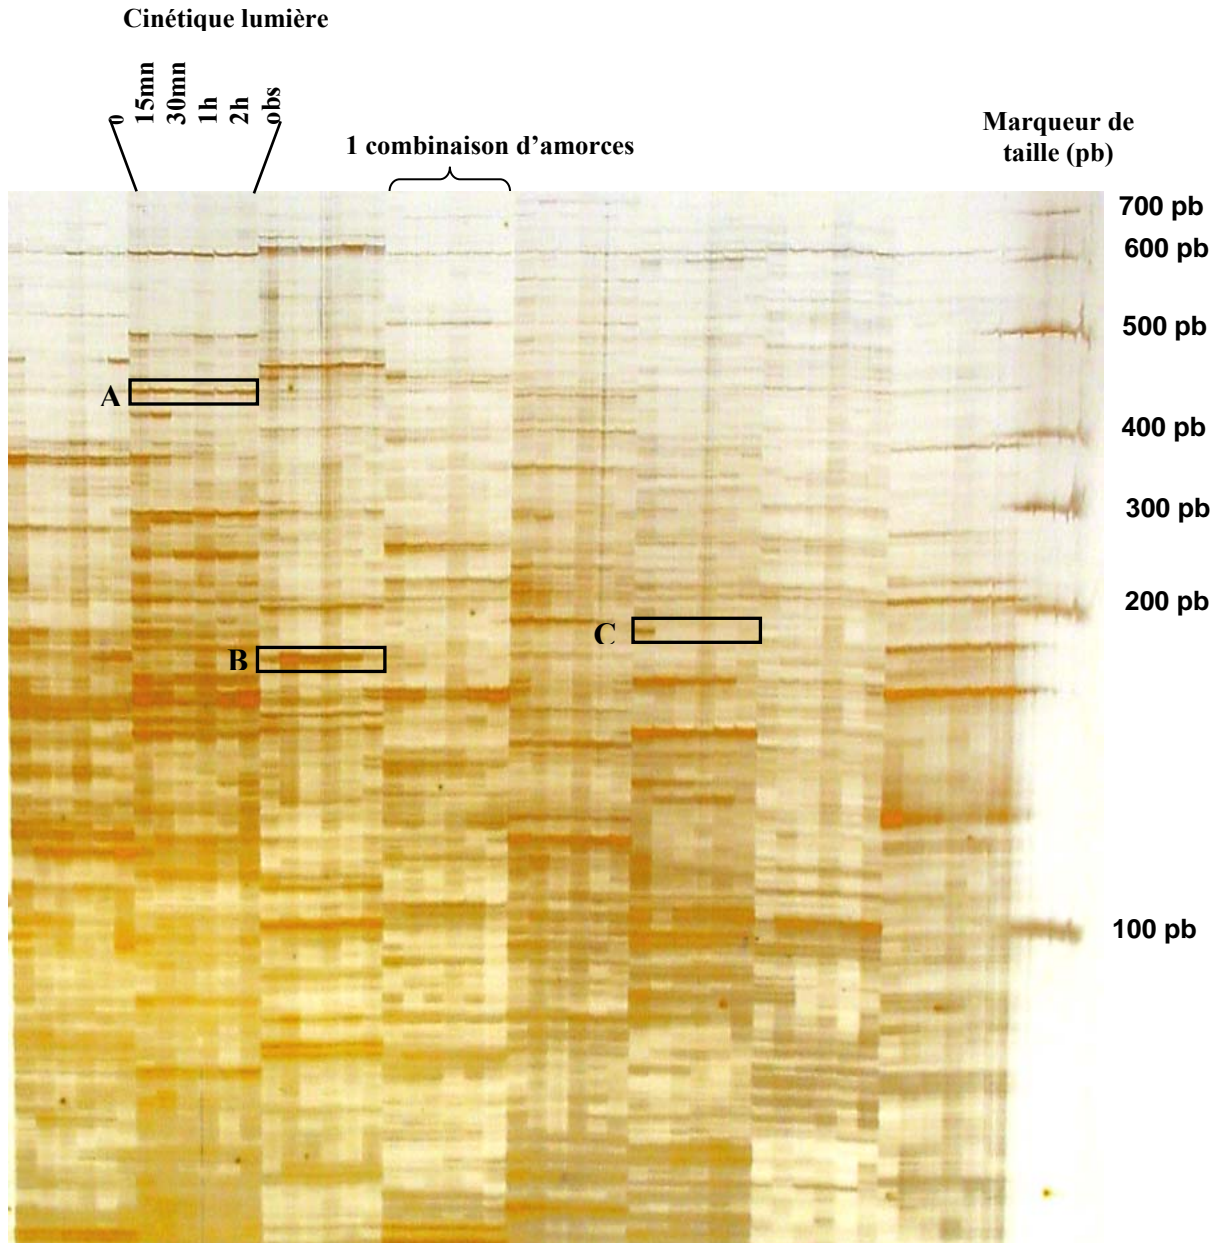 Cinétique lumière
0
15mn
30mn
1h
2h
obs
1 combinaison d’amorces
Marqueur de
taille (pb)
700 pb
600 pb
500 pb
A
400 pb
300 pb
200 pb
C
B
100 pb